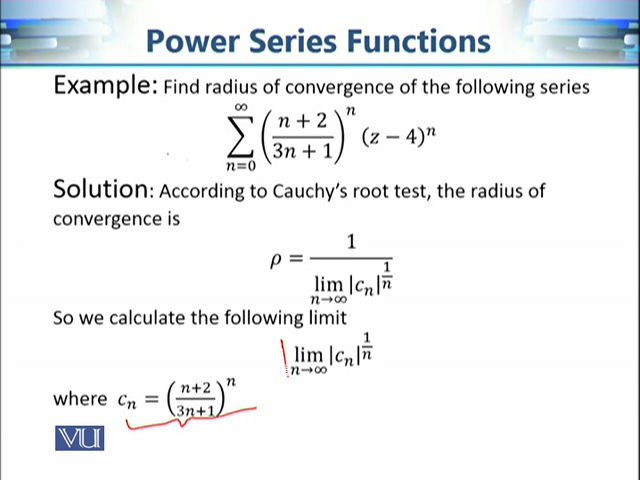 Power Series Functions
Example: Find radius of convergence of the following series
∑_{n=0}^{∞} ((n + 2)/(3n + 1))^n (z − 4)^n
Solution: According to Cauchy's root test, the radius of
convergence is
ρ = 1/(lim_{n→∞} |c_n|^{1/n})
So we calculate the following limit
lim_{n→∞} |c_n|^{1/n}
where c_n = ((n+2)/(3n+1))^n
VU